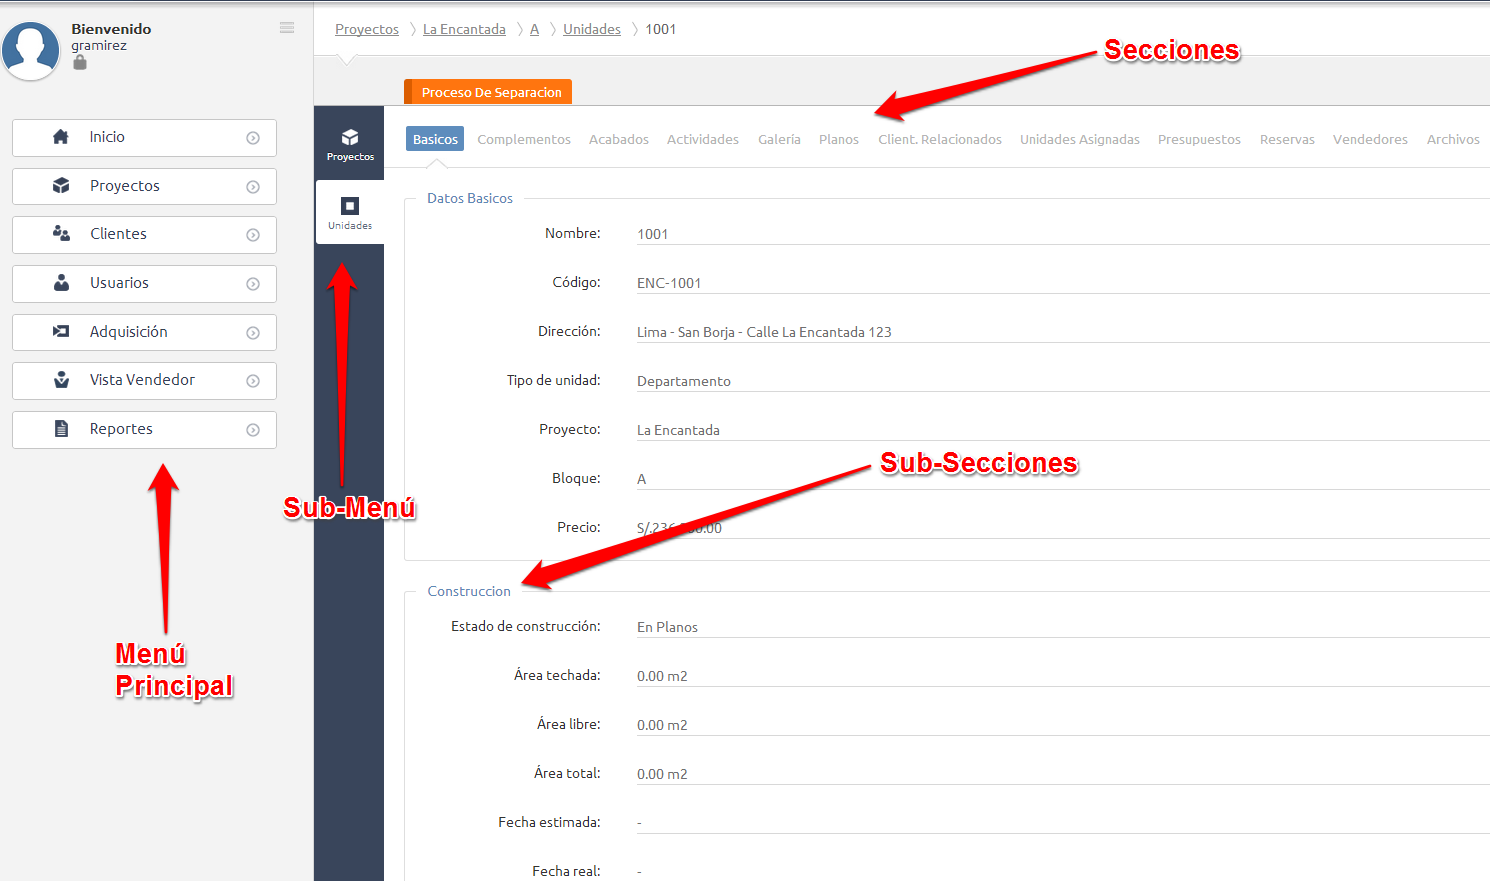 Bienvenido
gramirez
Inicio
Proyectos
Clientes
Usuarios
Adquisición
Vista Vendedor
Reportes
Menú
Principal
Proyectos
Unidades
Sub-Menú
Proyectos La Encantada A Unidades 1001
Secciones
Proceso De Separacion
Basicos Complementos Acabados Actividades Galeria Planos Client. Relacionados Unidades Asignadas Presupuestos Reservas Vendedores Archivos
Datos Basicos
Nombre: 1001
Código: ENC-1001
Dirección: Lima - San Borja - Calle La Encantada 123
Tipo de unidad: Departamento
Proyecto: La Encantada
Sub-Secciones
Bloque: A
Precio:
Construccion
Estado de construcción: En Planos
Área techada: 0.00 m2
Área libre: 0.00 m2
Área total: 0.00 m2
Fecha estimada: -
Fecha real: -